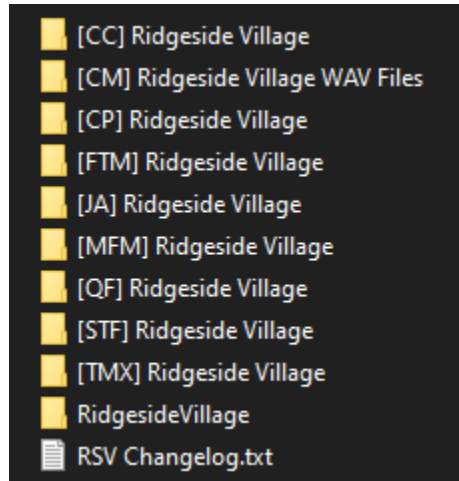 [CC] Ridgeside Village
[CM] Ridgeside Village WAV Files
[CP] Ridgeside Village
[FTM] Ridgeside Village
[JA] Ridgeside Village
[MFM] Ridgeside Village
[QF] Ridgeside Village
[STF] Ridgeside Village
[TMX] Ridgeside Village
RidgesideVillage
RSV Changelog.txt